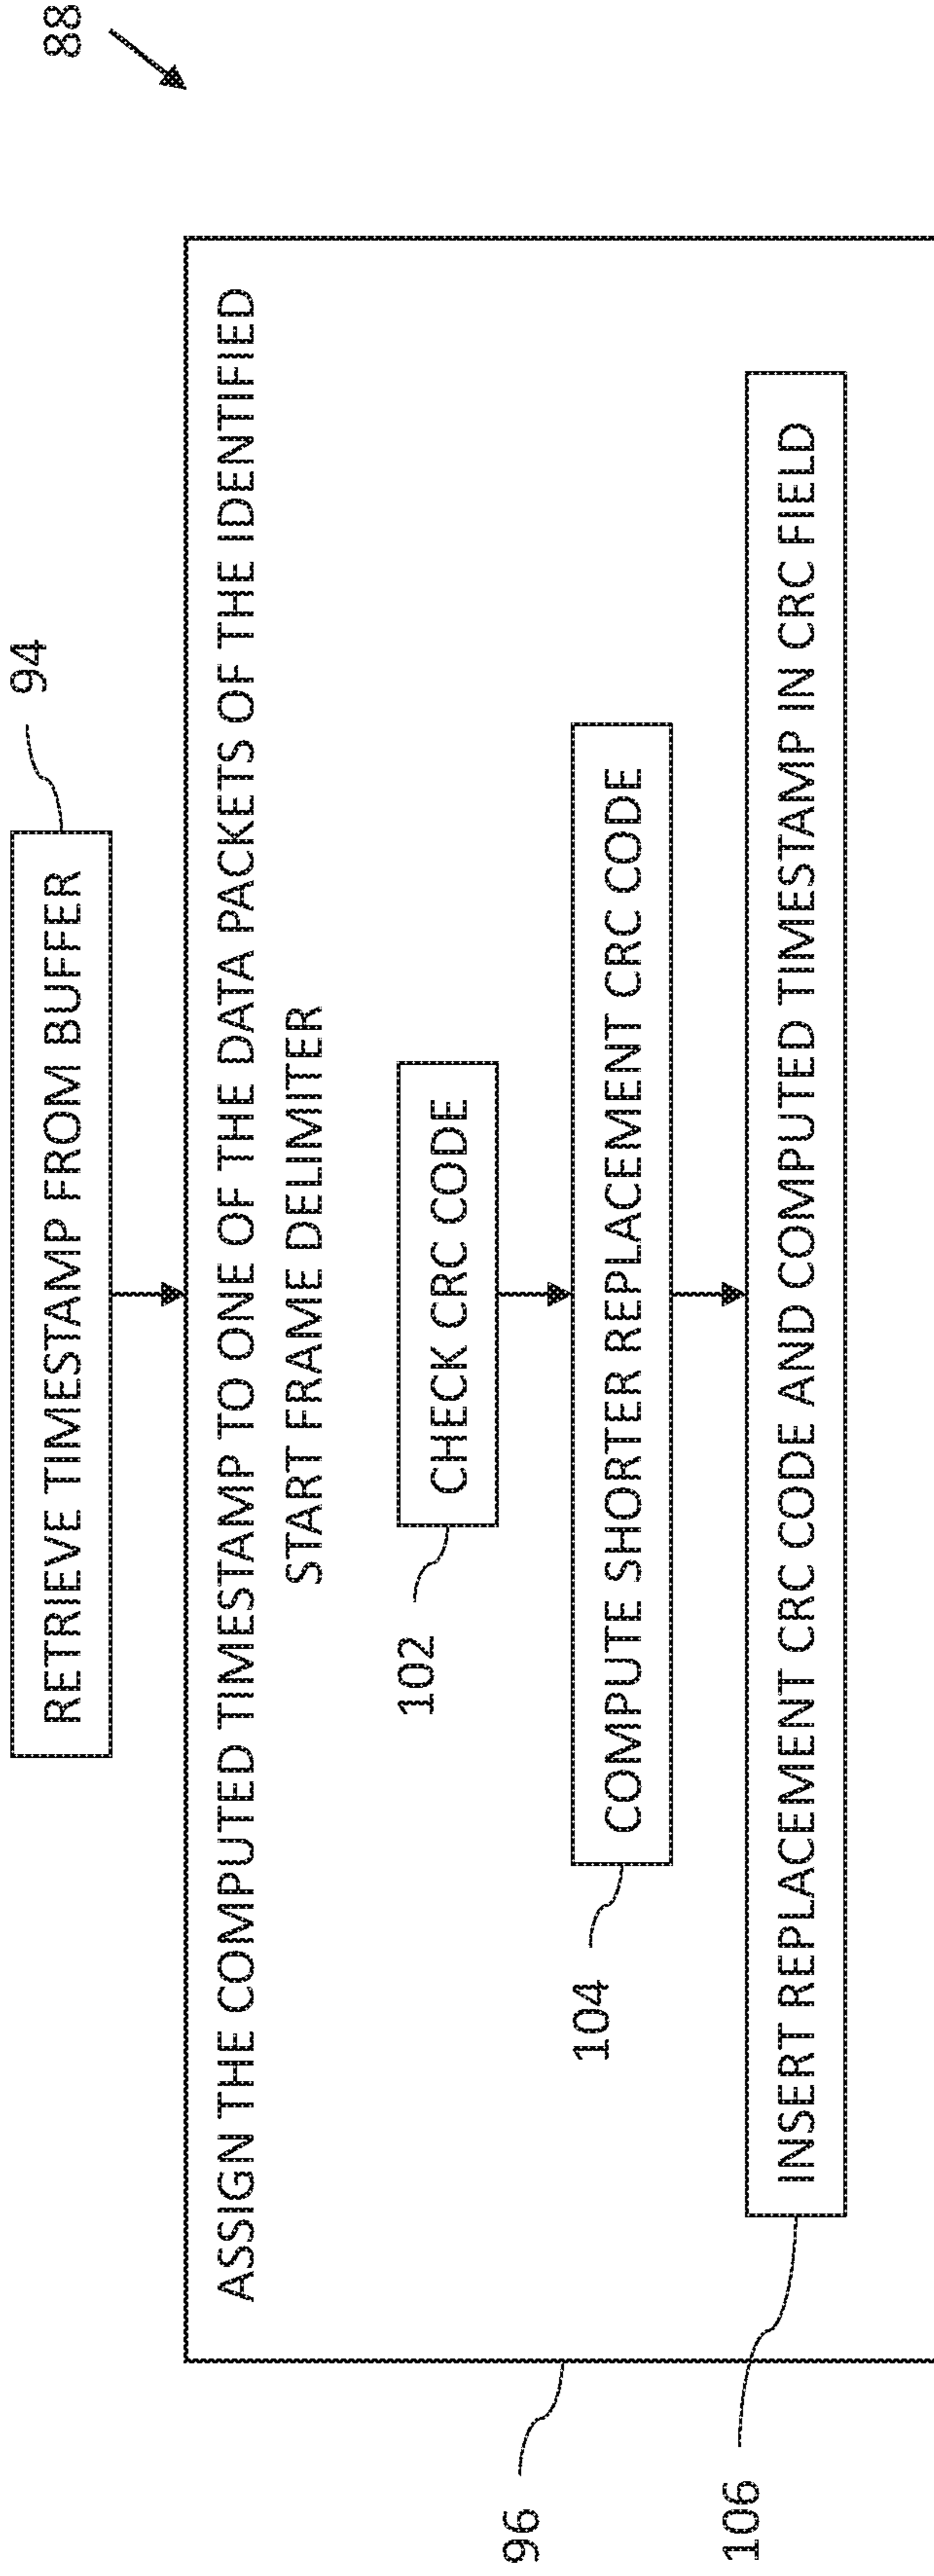 88
94
RETRIEVE TIMESTAMP FROM BUFFER
ASSIGN THE COMPUTED TIMESTAMP TO ONE OF THE DATA PACKETS OF THE IDENTIFIED
START FRAME DELIMITER
102
CHECK CRC CODE
104
COMPUTE SHORTER REPLACEMENT CRC CODE
96
106
INSERT REPLACEMENT CRC CODE AND COMPUTED TIMESTAMP IN CRC FIELD